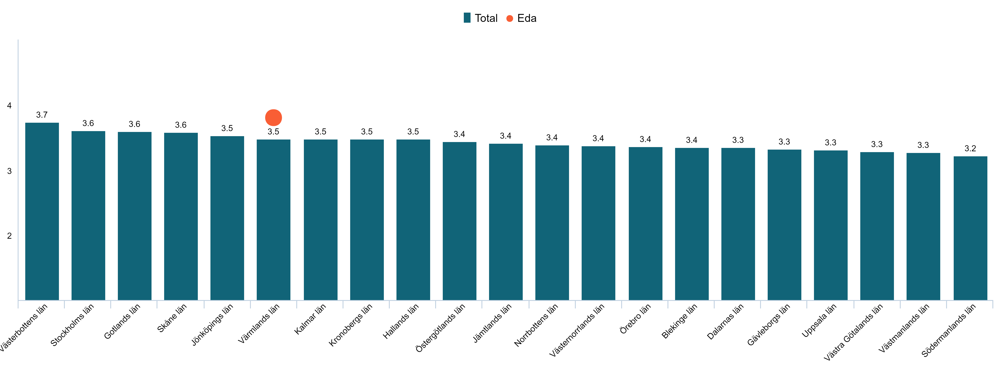 Total Eda
4
3
2
3.7 3.6 3.6 3.6 3.5 3.5 3.5 3.5 3.5 3.4 3.4 3.4 3.4 3.4 3.4 3.3 3.3 3.3 3.3 3.3 3.2
Västerbottens län
Stockholms län
Gotlands län
Skåne län
Jönköpings län
Värmlands län
Kalmar län
Kronobergs län
Hallands län
Östergötlands län
Jämtlands län
Norrbottens län
Västernorrlands län
Örebro län
Blekinge län
Dalarnas län
Gävleborgs län
Uppsala län
Västra Götalands län
Västmanlands län
Södermanlands län